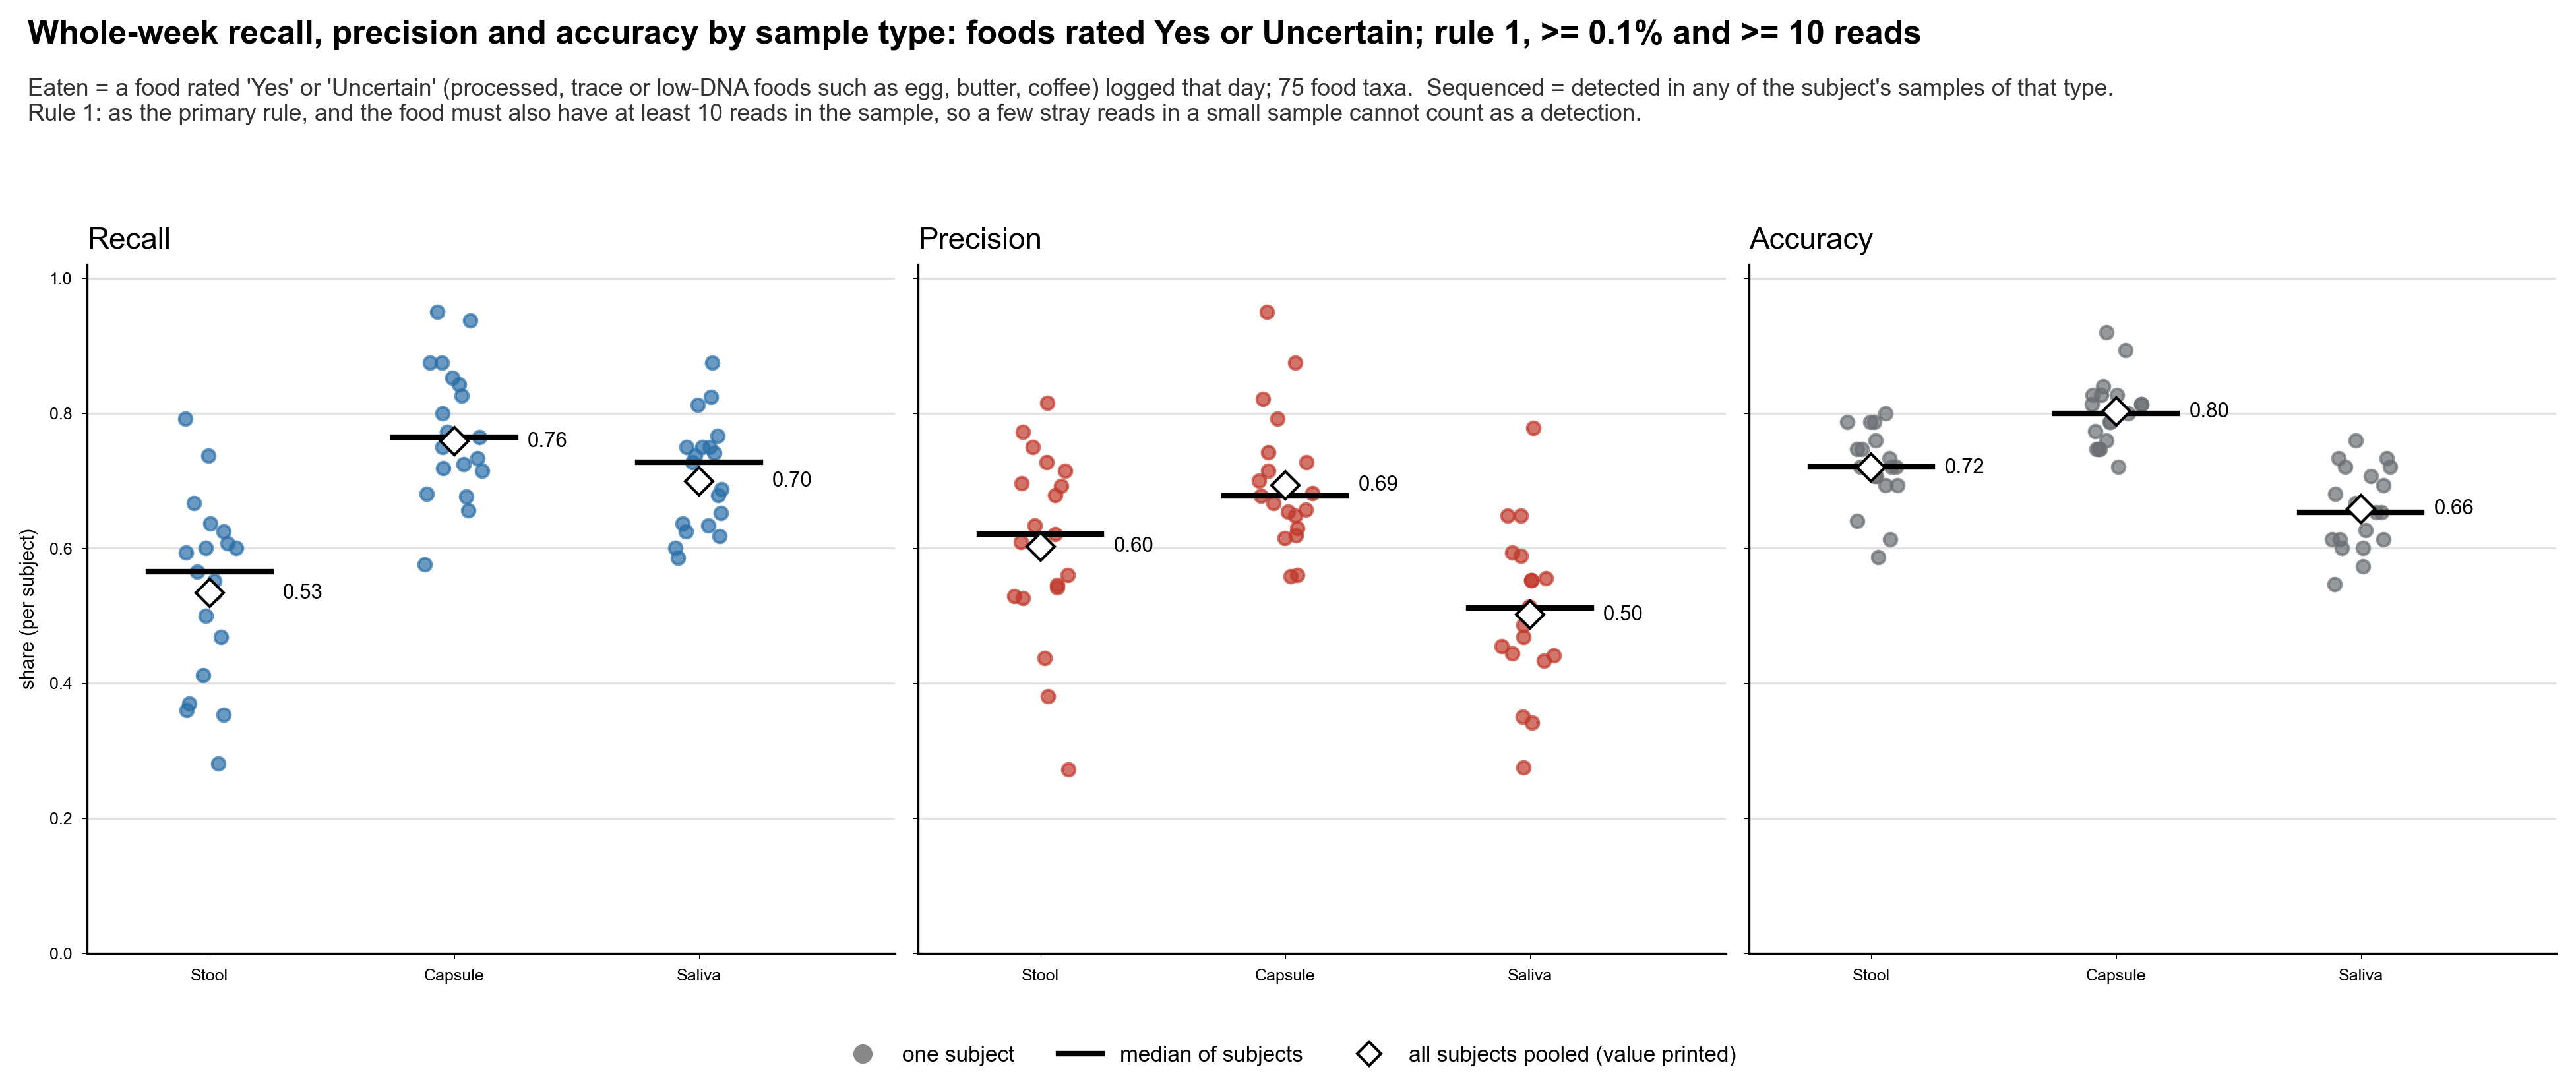 Whole-week recall, precision and accuracy by sample type: foods rated Yes or Uncertain; rule 1, >= 0.1% and >= 10 reads
Eaten = a food rated 'Yes' or 'Uncertain' (processed, trace or low-DNA foods such as egg, butter, coffee) logged that day; 75 food taxa.  Sequenced = detected in any of the subject's samples of that type.
Rule 1: as the primary rule, and the food must also have at least 10 reads in the sample, so a few stray reads in a small sample cannot count as a detection.
Recall
share (per subject)
1.0
0.8
0.6
0.4
0.2
0.0
0.53
0.76
0.70
Stool
Capsule
Saliva
Precision
0.60
0.69
0.50
Stool
Capsule
Saliva
Accuracy
0.72
0.80
0.66
Stool
Capsule
Saliva
one subject
median of subjects
all subjects pooled (value printed)